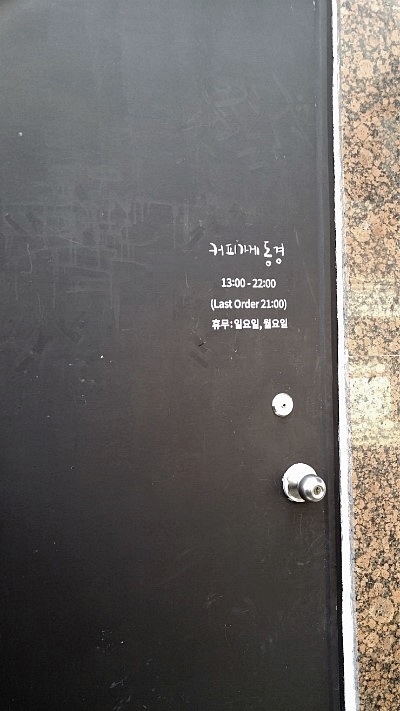 커피가게 동경
13:00 - 22:00
(Last Order 21:00)
휴무: 일요일, 월요일